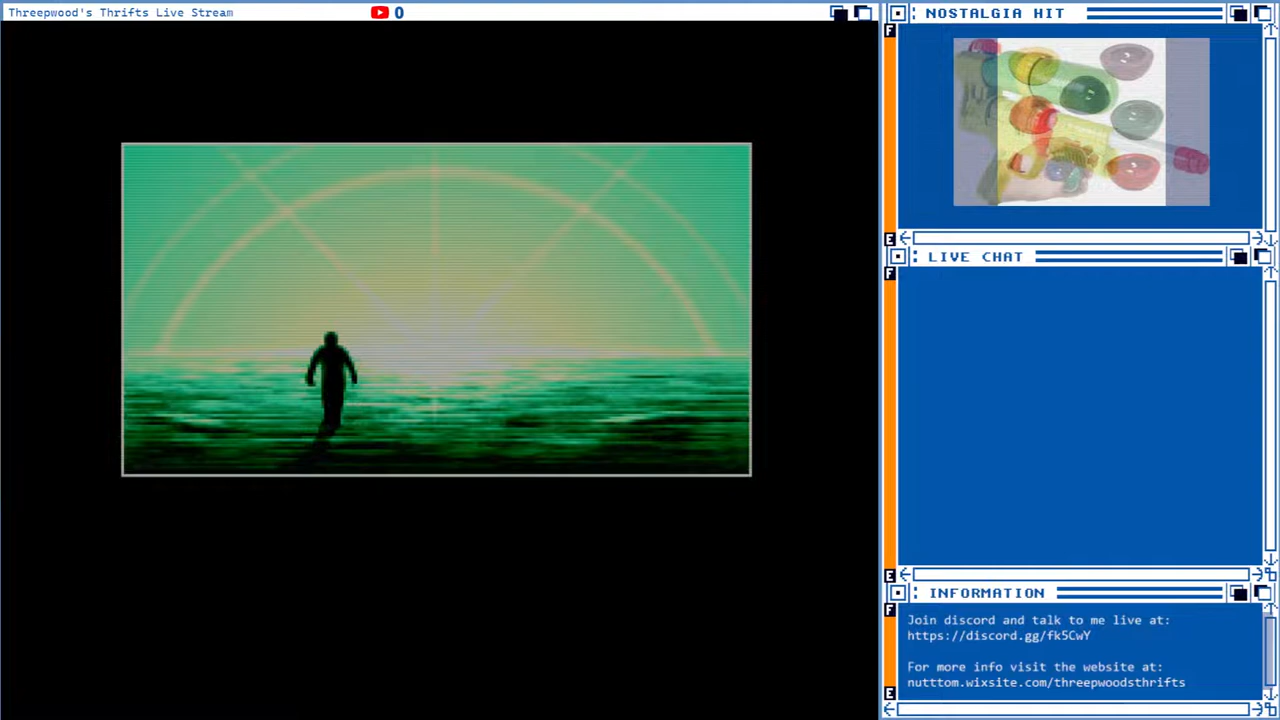 Threepwood's Thrifts Live Stream
0
NOSTALGIA HIT
F
E
LIVE CHAT
F
E
INFORMATION
F
Join discord and talk to me live at:
https://discord.gg/fk5CwY
For more info visit the website at:
nutttom.wixsite.com/threepwoodsthrifts
E